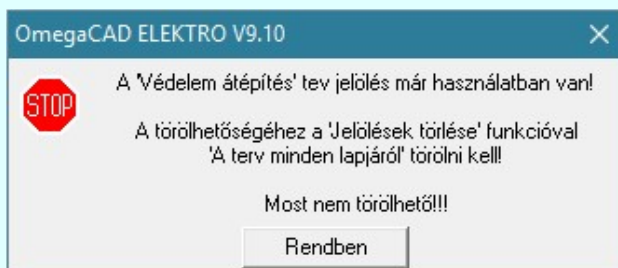 OmegaCAD ELEKTRO V9.10
STOP
A 'Védelem átépítés' tev jelölés már használatban van!
A törölhetőségéhez a 'Jelölések törlése' funkcióval
'A terv minden lapjáról' törölni kell!
Most nem törölhető!!!
Rendben